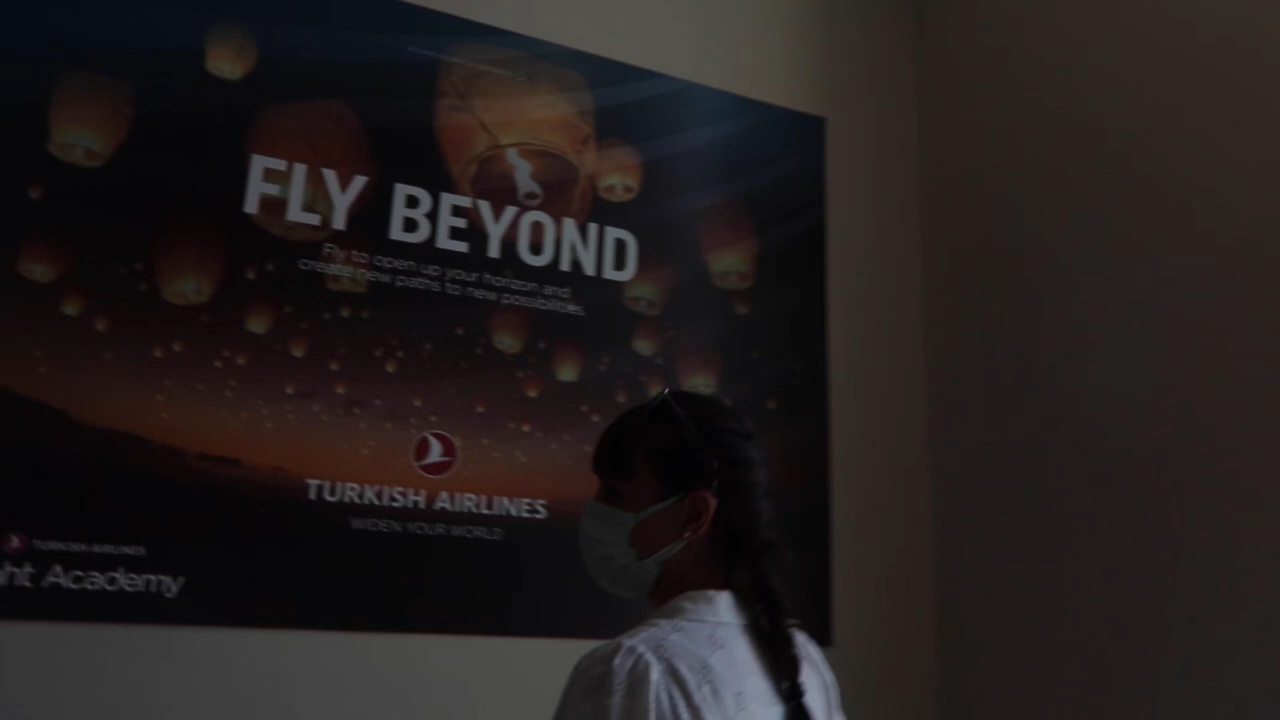 FLY BEYOND
Fly to open up your horizon and
create new paths to new possibilities.
TURKISH AIRLINES
WIDEN YOUR WORLD
TURKISH AIRLINES
Academy